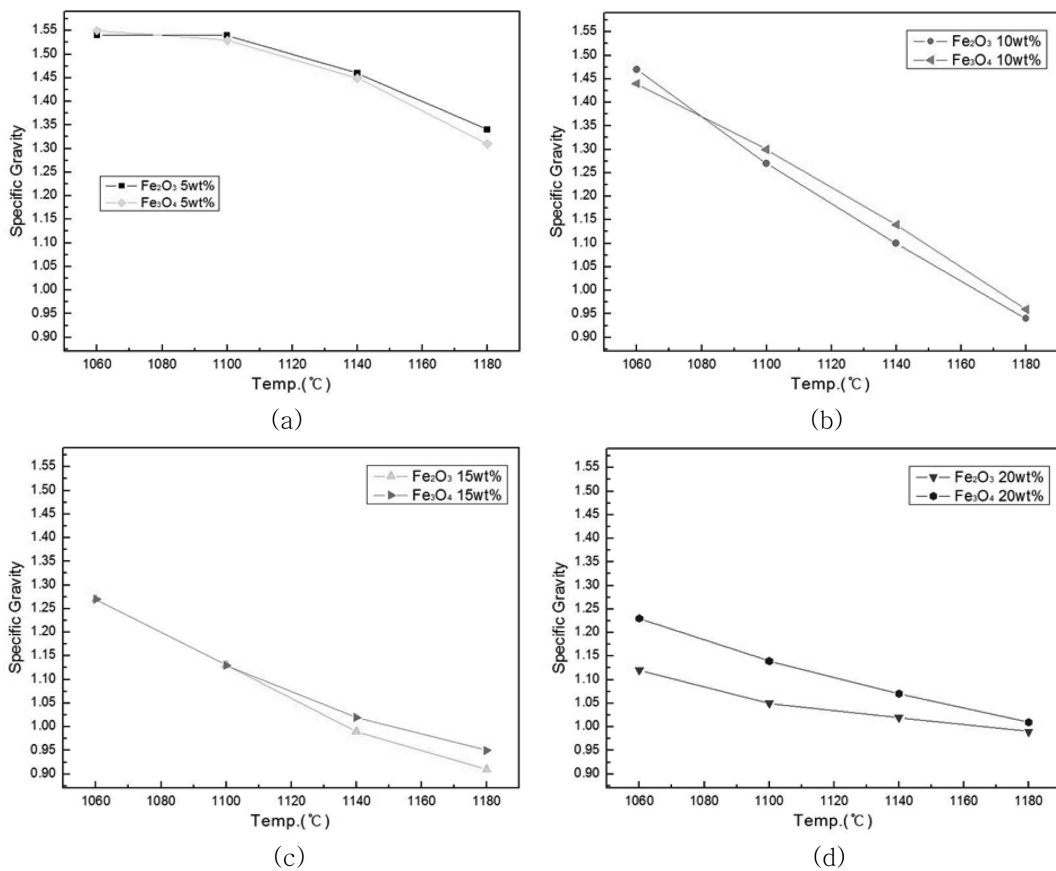 1.55
1.50
1.45
1.40
1.35
1.30
1.25
1.20
1.15
1.10
1.05
1.00
0.95
0.90
Specific Gravity
Fe₂O₃ 5wt%
Fe₃O₄ 5wt%
1060 1080 1100 1120 1140 1160 1180
Temp.(℃)
(a)
1.55
1.50
1.45
1.40
1.35
1.30
1.25
1.20
1.15
1.10
1.05
1.00
0.95
0.90
Specific Gravity
Fe₂O₃ 10wt%
Fe₃O₄ 10wt%
1060 1080 1100 1120 1140 1160 1180
Temp.(℃)
(b)
1.55
1.50
1.45
1.40
1.35
1.30
1.25
1.20
1.15
1.10
1.05
1.00
0.95
0.90
Specific Gravity
Fe₂O₃ 15wt%
Fe₃O₄ 15wt%
1060 1080 1100 1120 1140 1160 1180
Temp.(℃)
(c)
1.55
1.50
1.45
1.40
1.35
1.30
1.25
1.20
1.15
1.10
1.05
1.00
0.95
0.90
Specific Gravity
Fe₂O₃ 20wt%
Fe₃O₄ 20wt%
1060 1080 1100 1120 1140 1160 1180
Temp.(℃)
(d)